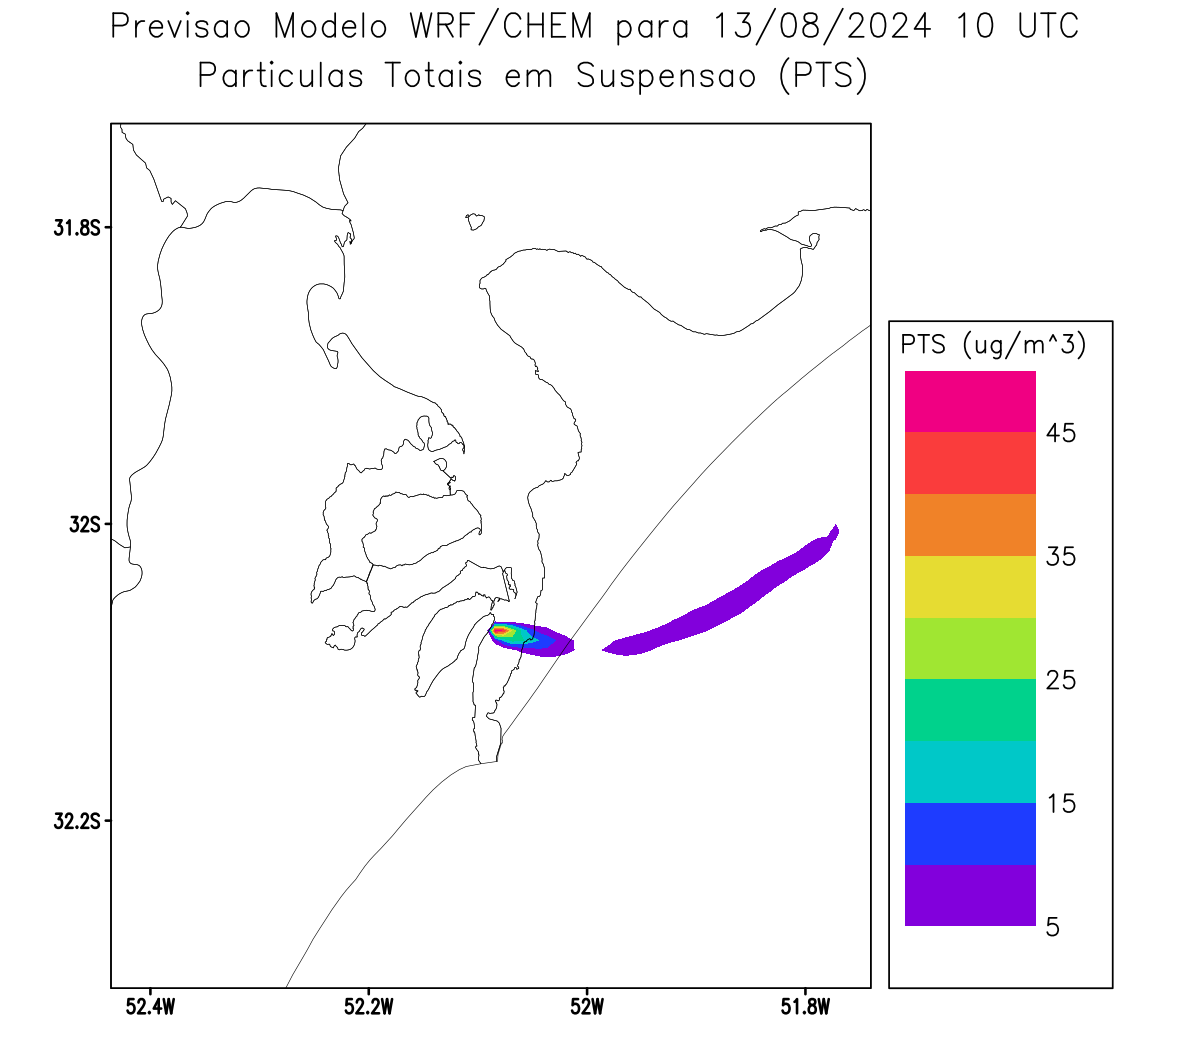 Previsao Modelo WRF/CHEM para 13/08/2024 10 UTC
Particulas Totais em Suspensao (PTS)
31.8S
32S
32.2S
52.4W
52.2W
52W
51.8W
PTS (ug/m^3)
45
35
25
15
5